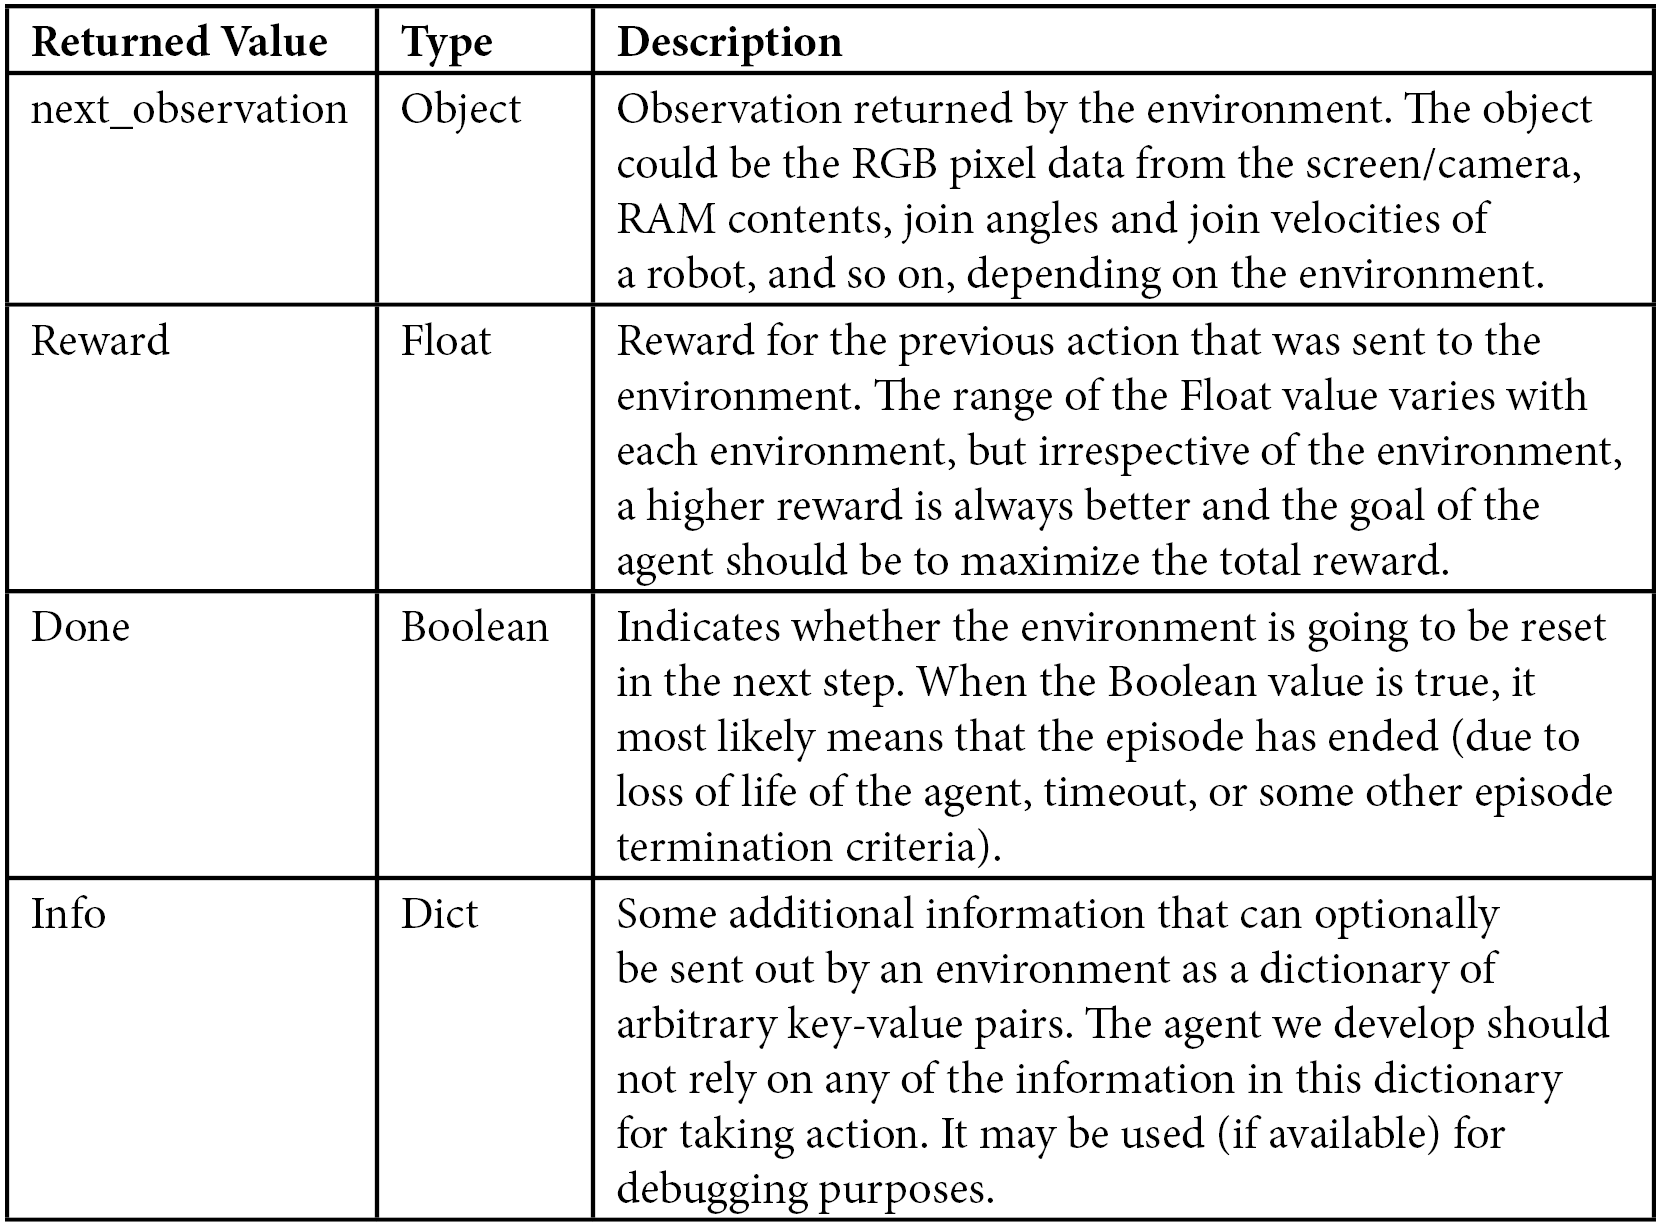 Returned Value Type Description
next_observation Object Observation returned by the environment. The object
could be the RGB pixel data from the screen/camera,
RAM contents, join angles and join velocities of
a robot, and so on, depending on the environment.
Reward Float Reward for the previous action that was sent to the
environment. The range of the Float value varies with
each environment, but irrespective of the environment,
a higher reward is always better and the goal of the
agent should be to maximize the total reward.
Done Boolean Indicates whether the environment is going to be reset
in the next step. When the Boolean value is true, it
most likely means that the episode has ended (due to
loss of life of the agent, timeout, or some other episode
termination criteria).
Info Dict Some additional information that can optionally
be sent out by an environment as a dictionary of
arbitrary key-value pairs. The agent we develop should
not rely on any of the information in this dictionary
for taking action. It may be used (if available) for
debugging purposes.